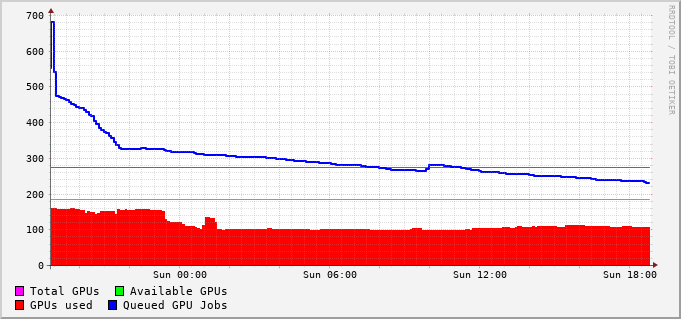 700
600
500
400
300
200
100
0
Sun 00:00 Sun 06:00 Sun 12:00 Sun 18:00
Total GPUs Available GPUs
GPUs used Queued GPU Jobs
RRDTOOL / TOBI OETIKER